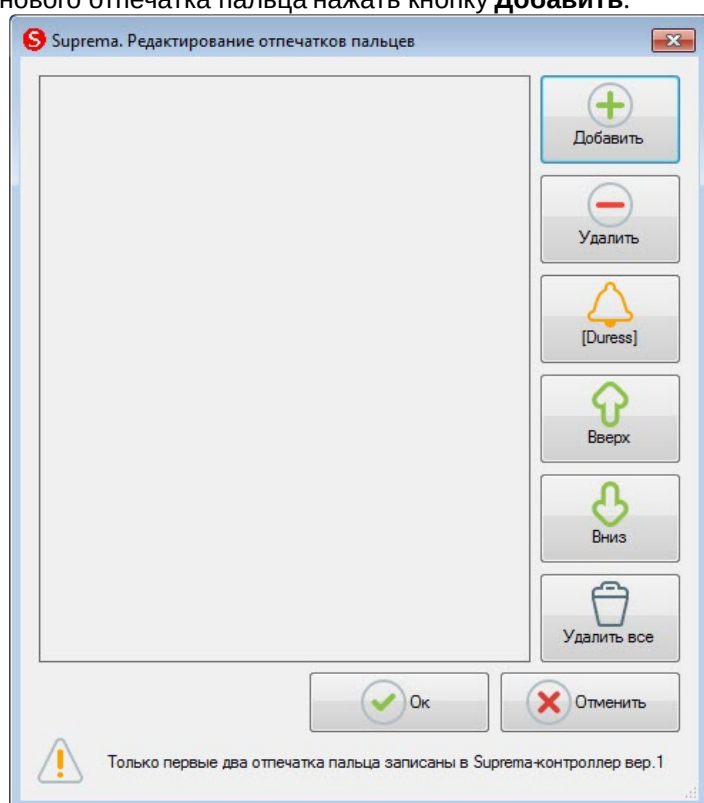 нового отпечатка пальца нажать кнопку Добавить.
Suprema. Редактирование отпечатков пальцев
Добавить
Удалить
[Duress]
Вверх
Вниз
Удалить все
Ок
Отменить
Только первые два отпечатка пальца записаны в Suprema-контроллер вер.1